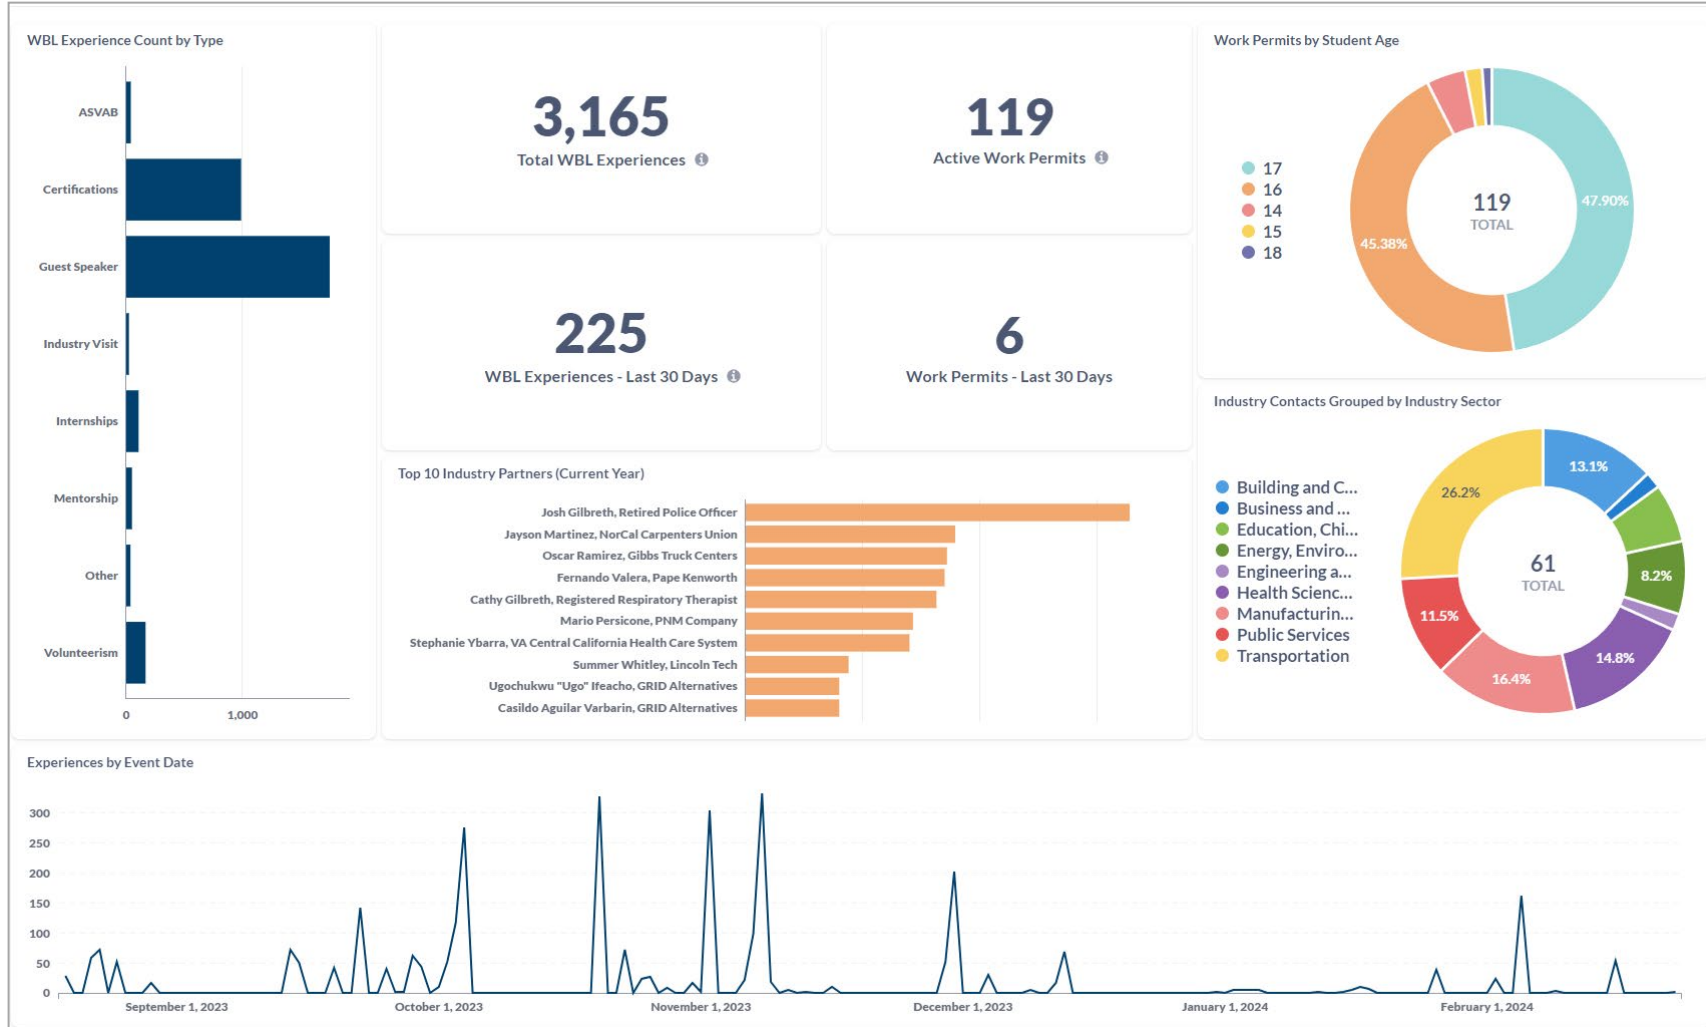 WBL Experience Count by Type
ASVAB
Certifications
Guest Speaker
Industry Visit
Internships
Mentorship
Other
Volunteerism
0
1,000
3,165
Total WBL Experiences
119
Active Work Permits
225
WBL Experiences - Last 30 Days
6
Work Permits - Last 30 Days
Top 10 Industry Partners (Current Year)
Josh Gilbreth, Retired Police Officer
Jayson Martinez, NorCal Carpenters Union
Oscar Ramirez, Gibbs Truck Centers
Fernando Valera, Pape Kenworth
Cathy Gilbreth, Registered Respiratory Therapist
Mario Persicone, PNM Company
Stephanie Ybarra, VA Central California Health Care System
Summer Whitley, Lincoln Tech
Ugochukwu "Ugo" Ifeacho, GRID Alternatives
Casildo Aguilar Varbarin, GRID Alternatives
Work Permits by Student Age
17
16
14
15
18
119
TOTAL
47.90%
45.38%
Industry Contacts Grouped by Industry Sector
Building and C...
Business and ...
Education, Chi...
Energy, Enviro...
Engineering a...
Health Scienc...
Manufacturin...
Public Services
Transportation
13.1%
26.2%
61
TOTAL
8.2%
11.5%
14.8%
16.4%
Experiences by Event Date
300
250
200
150
100
50
0
September 1, 2023
October 1, 2023
November 1, 2023
December 1, 2023
January 1, 2024
February 1, 2024